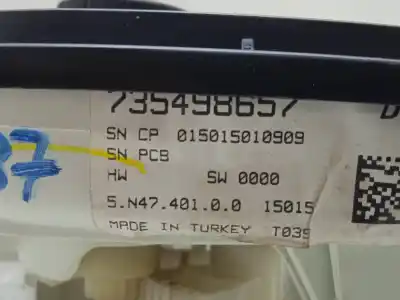 735498657
SN CP 015015010909
SN PCB
HW SW 0000
5.N47.401.0.0 15015
MADE IN TURKEY T039
37